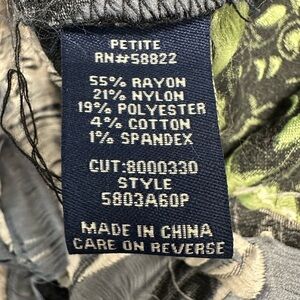 PETITE
RN#58822
55% RAYON
21% NYLON
19% POLYESTER
4% COTTON
1% SPANDEX
CUT:8000330
STYLE
5803A60P
MADE IN CHINA
CARE ON REVERSE